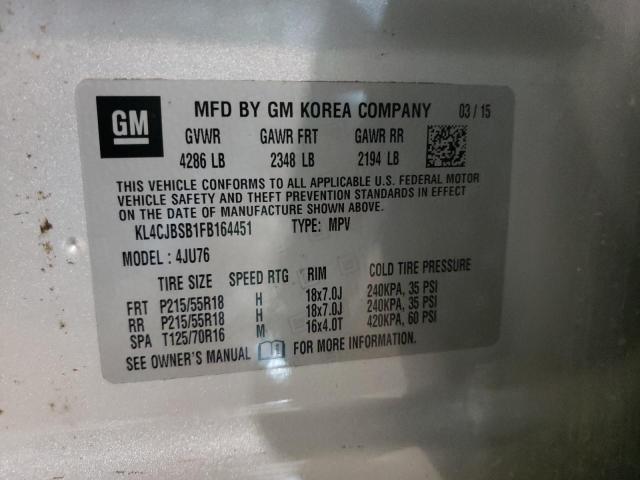 GM MFD BY GM KOREA COMPANY 03 / 15
GVWR GAWR FRT GAWR RR
4286 LB 2348 LB 2194 LB
THIS VEHICLE CONFORMS TO ALL APPLICABLE U.S. FEDERAL MOTOR
VEHICLE SAFETY AND THEFT PREVENTION STANDARDS IN EFFECT
ON THE DATE OF MANUFACTURE SHOWN ABOVE.
KL4CJBSB1FB164451 TYPE: MPV
MODEL : 4JU76
TIRE SIZE SPEED RTG RIM COLD TIRE PRESSURE
FRT P215/55R18 H 18x7.0J 240KPA, 35 PSI
RR P215/55R18 H 18x7.0J 240KPA, 35 PSI
SPA T125/70R16 M 16x4.0T 420KPA, 60 PSI
SEE OWNER'S MANUAL FOR MORE INFORMATION.